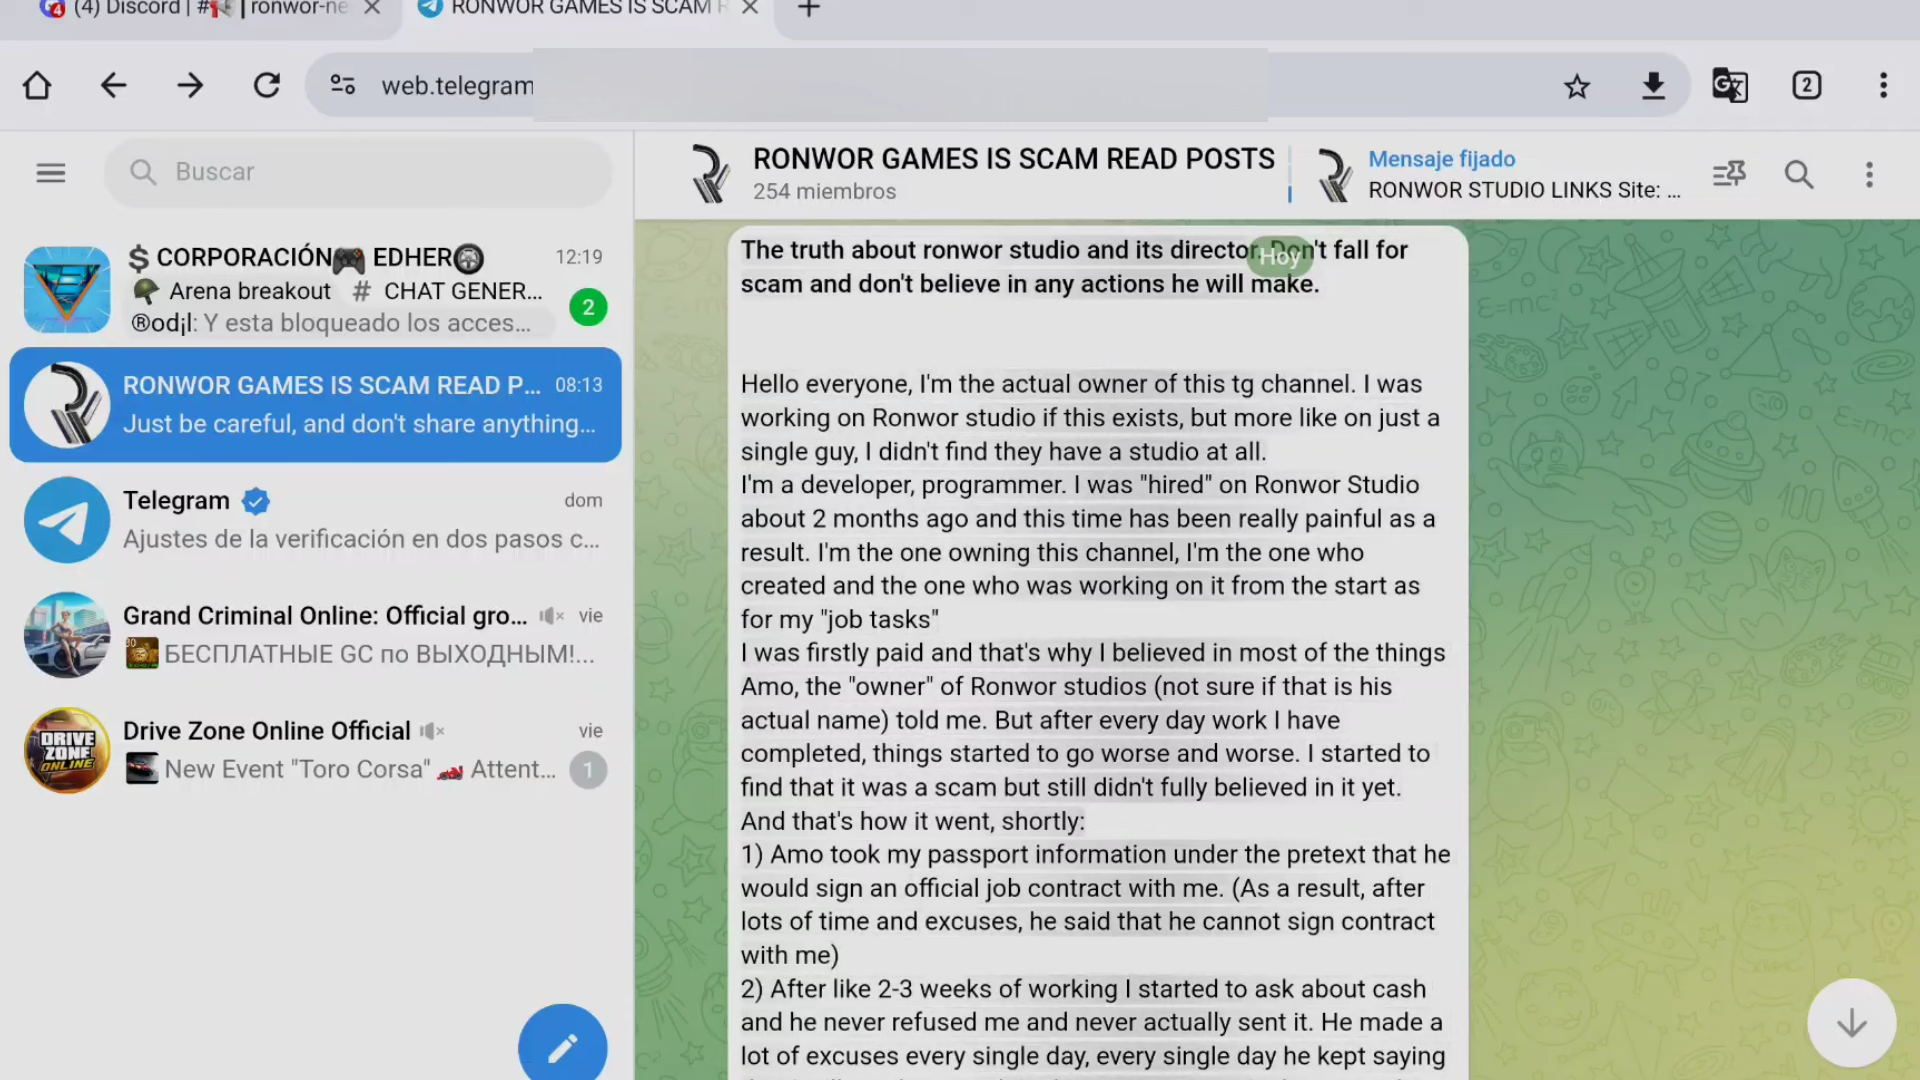 4
(4) Discord | #
| ronwor-ne
RONWOR GAMES IS SCAM R
web.telegram
2
Buscar
CORPORACIÓN🎮 EDHER
12:19
Arena breakout # CHAT GENER...
®od¡l: Y esta bloqueado los acces...
2
RONWOR GAMES IS SCAM READ P...
08:13
Just be careful, and don't share anything...
Telegram
dom
Ajustes de la verificación en dos pasos c...
Grand Criminal Online: Official gro...
vie
БЕСПЛАТНЫЕ GC по ВЫХОДНЫМ!...
DRIVE ZONE ONLINE
Drive Zone Online Official
vie
New Event "Toro Corsa" 🏎️ Attent...
1
RONWOR GAMES IS SCAM READ POSTS
254 miembros
Mensaje fijado
RONWOR STUDIO LINKS Site: ...
Hoy
The truth about ronwor studio and its director. Don't fall for
scam and don't believe in any actions he will make.
Hello everyone, I'm the actual owner of this tg channel. I was
working on Ronwor studio if this exists, but more like on just a
single guy, I didn't find they have a studio at all.
I'm a developer, programmer. I was "hired" on Ronwor Studio
about 2 months ago and this time has been really painful as a
result. I'm the one owning this channel, I'm the one who
created and the one who was working on it from the start as
for my "job tasks"
I was firstly paid and that's why I believed in most of the things
Amo, the "owner" of Ronwor studios (not sure if that is his
actual name) told me. But after every day work I have
completed, things started to go worse and worse. I started to
find that it was a scam but still didn't fully believed in it yet.
And that's how it went, shortly:
1) Amo took my passport information under the pretext that he
would sign an official job contract with me. (As a result, after
lots of time and excuses, he said that he cannot sign contract
with me)
2) After like 2-3 weeks of working I started to ask about cash
and he never refused me and never actually sent it. He made a
lot of excuses every single day, every single day he kept saying